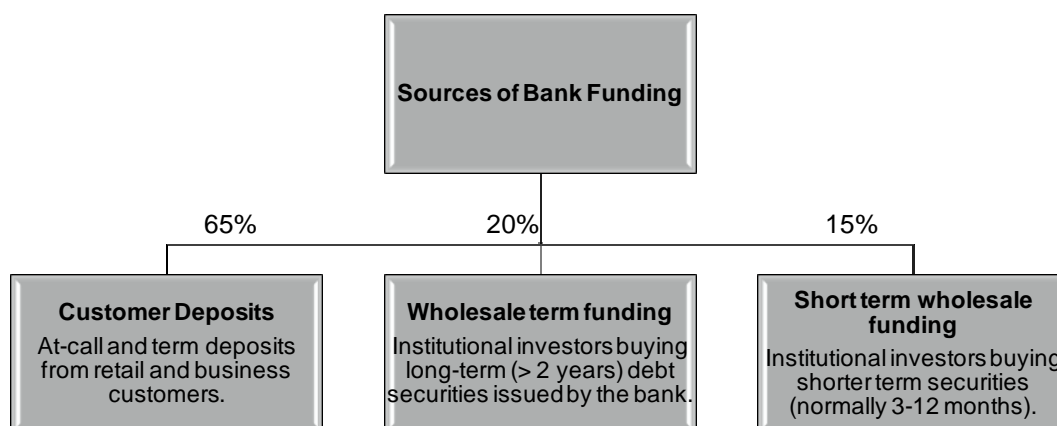 Sources of Bank Funding
65%
20%
15%
Customer Deposits
At-call and term deposits
from retail and business
customers.
Wholesale term funding
Institutional investors buying
long-term (> 2 years) debt
securities issued by the bank.
Short term wholesale
funding
Institutional investors buying
shorter term securities
(normally 3-12 months).